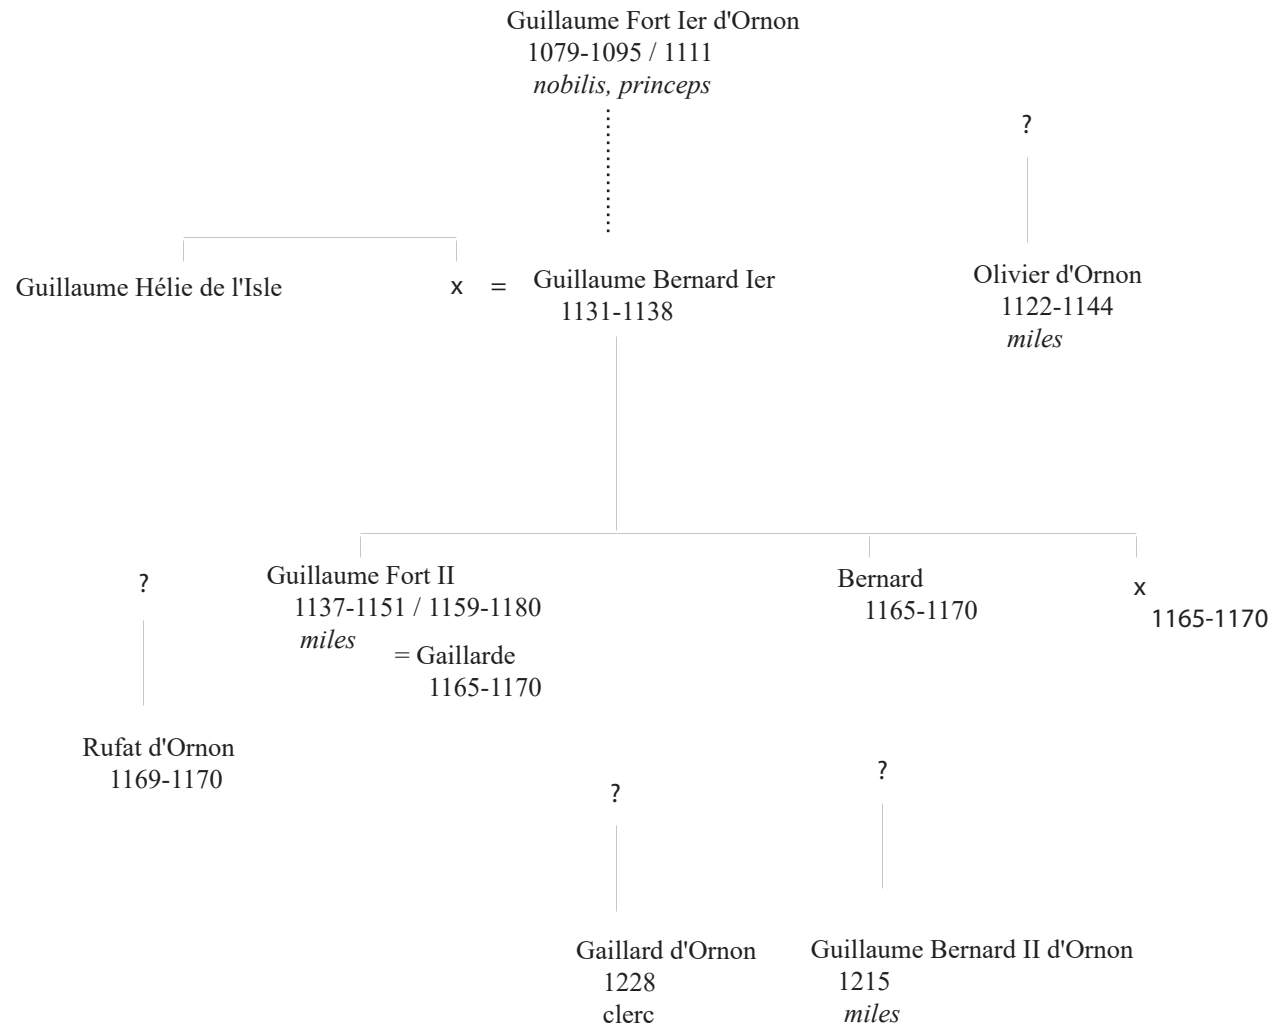 Guillaume Fort Ier d'Ornon
1079-1095 / 1111
nobilis, princeps
?
Guillaume Hélie de l'Isle
x =
Guillaume Bernard Ier
1131-1138
Olivier d'Ornon
1122-1144
miles
?
Guillaume Fort II
1137-1151 / 1159-1180
miles
= Gaillarde
1165-1170
Bernard
1165-1170
x
1165-1170
Rufat d'Ornon
1169-1170
?
?
Gaillard d'Ornon
1228
clerc
Guillaume Bernard II d'Ornon
1215
miles